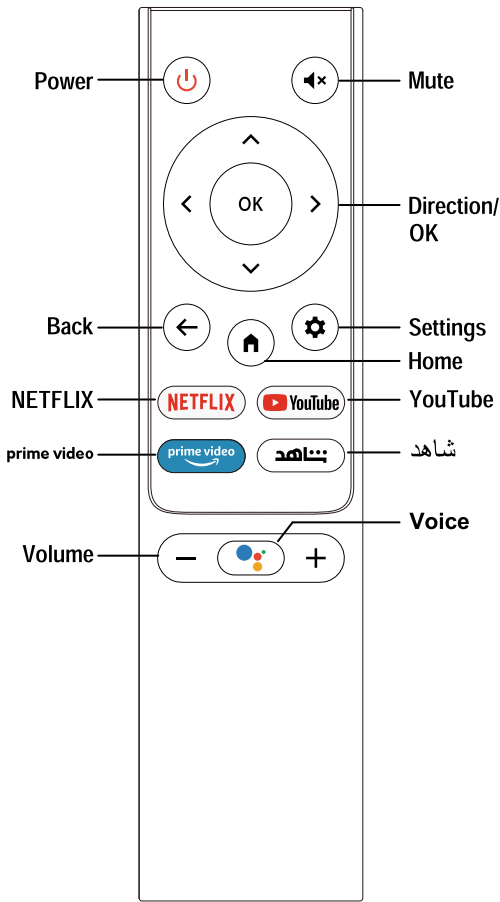 Power
Mute
OK
Direction/
OK
Back
Settings
Home
NETFLIX
NETFLIX
YouTube
YouTube
prime video
prime video
شاهد
شاهد
Voice
Volume